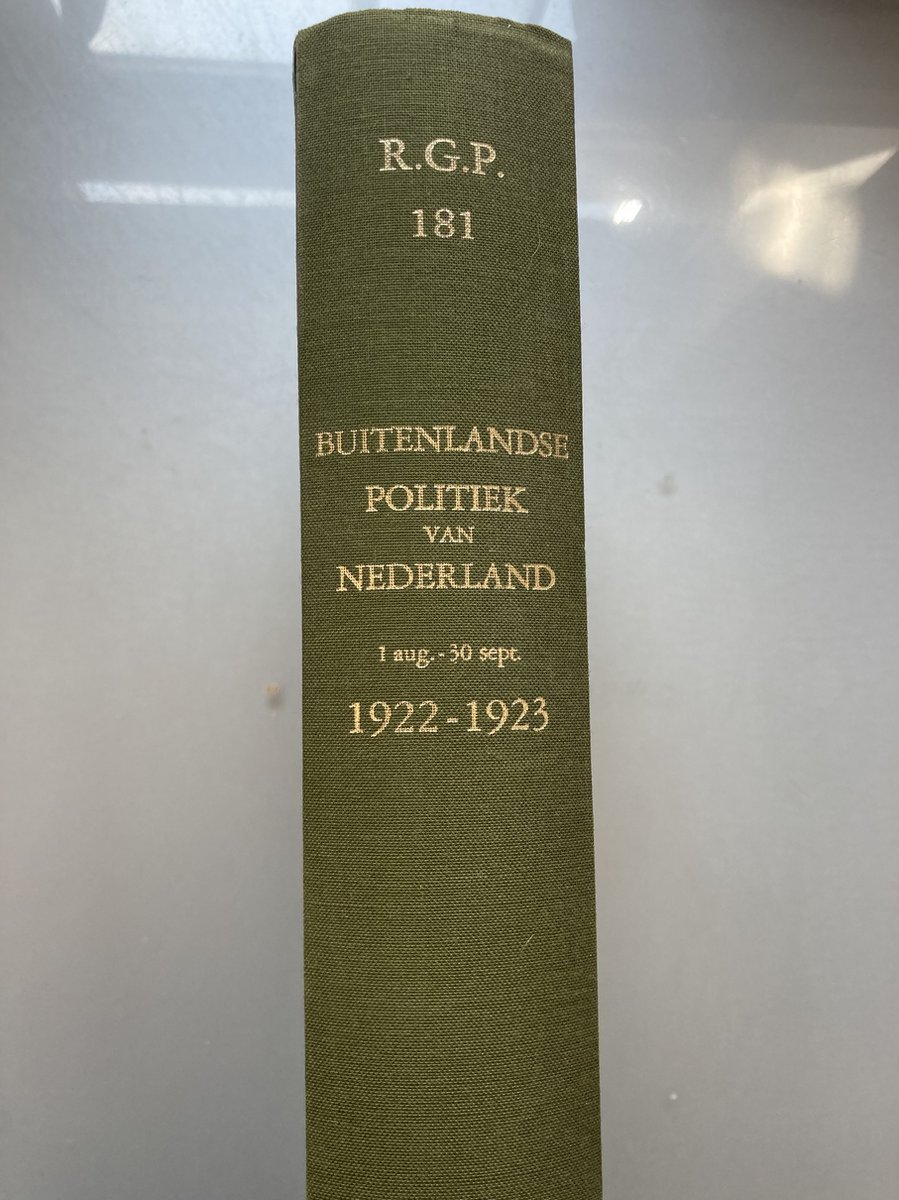 R.G.P.
181
BUITENLANDSE
POLITIEK
VAN
NEDERLAND
1 aug. - 30 sept.
1922 - 1923